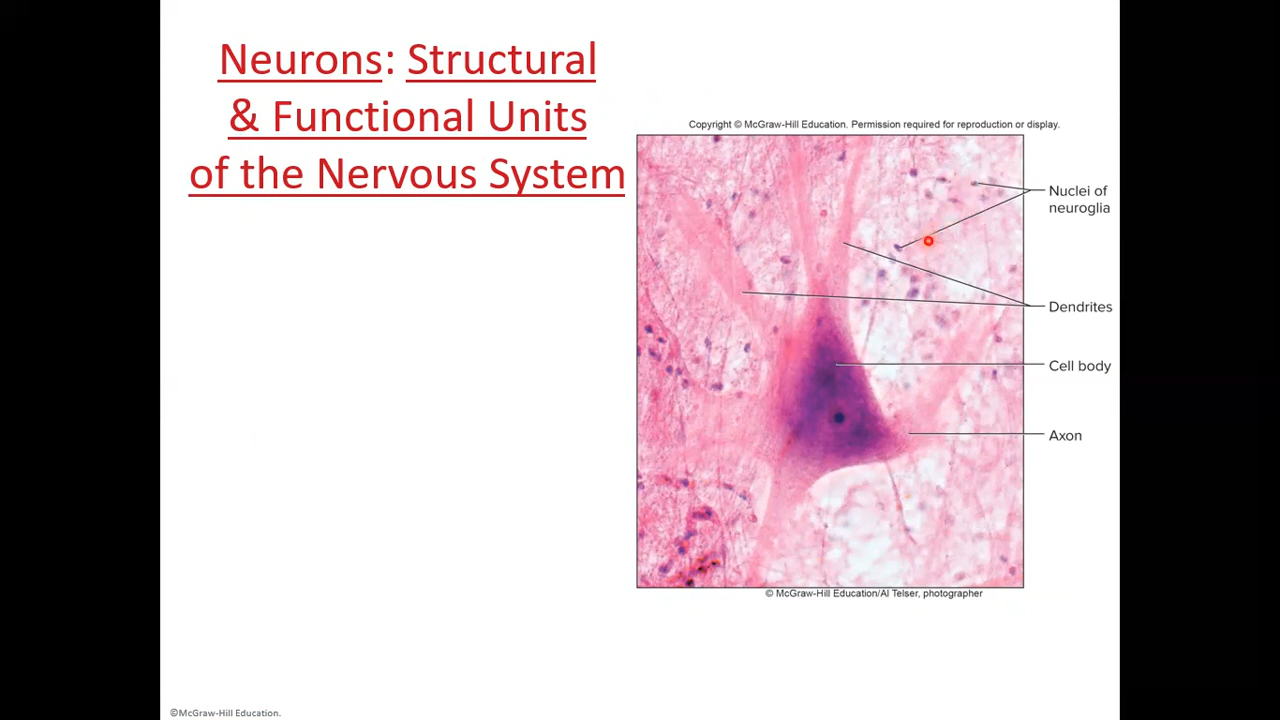 Neurons: Structural
& Functional Units
of the Nervous System
Copyright © McGraw-Hill Education. Permission required for reproduction or display.
Nuclei of
neuroglia
Dendrites
Cell body
Axon
© McGraw-Hill Education/Al Telser, photographer
©McGraw-Hill Education.